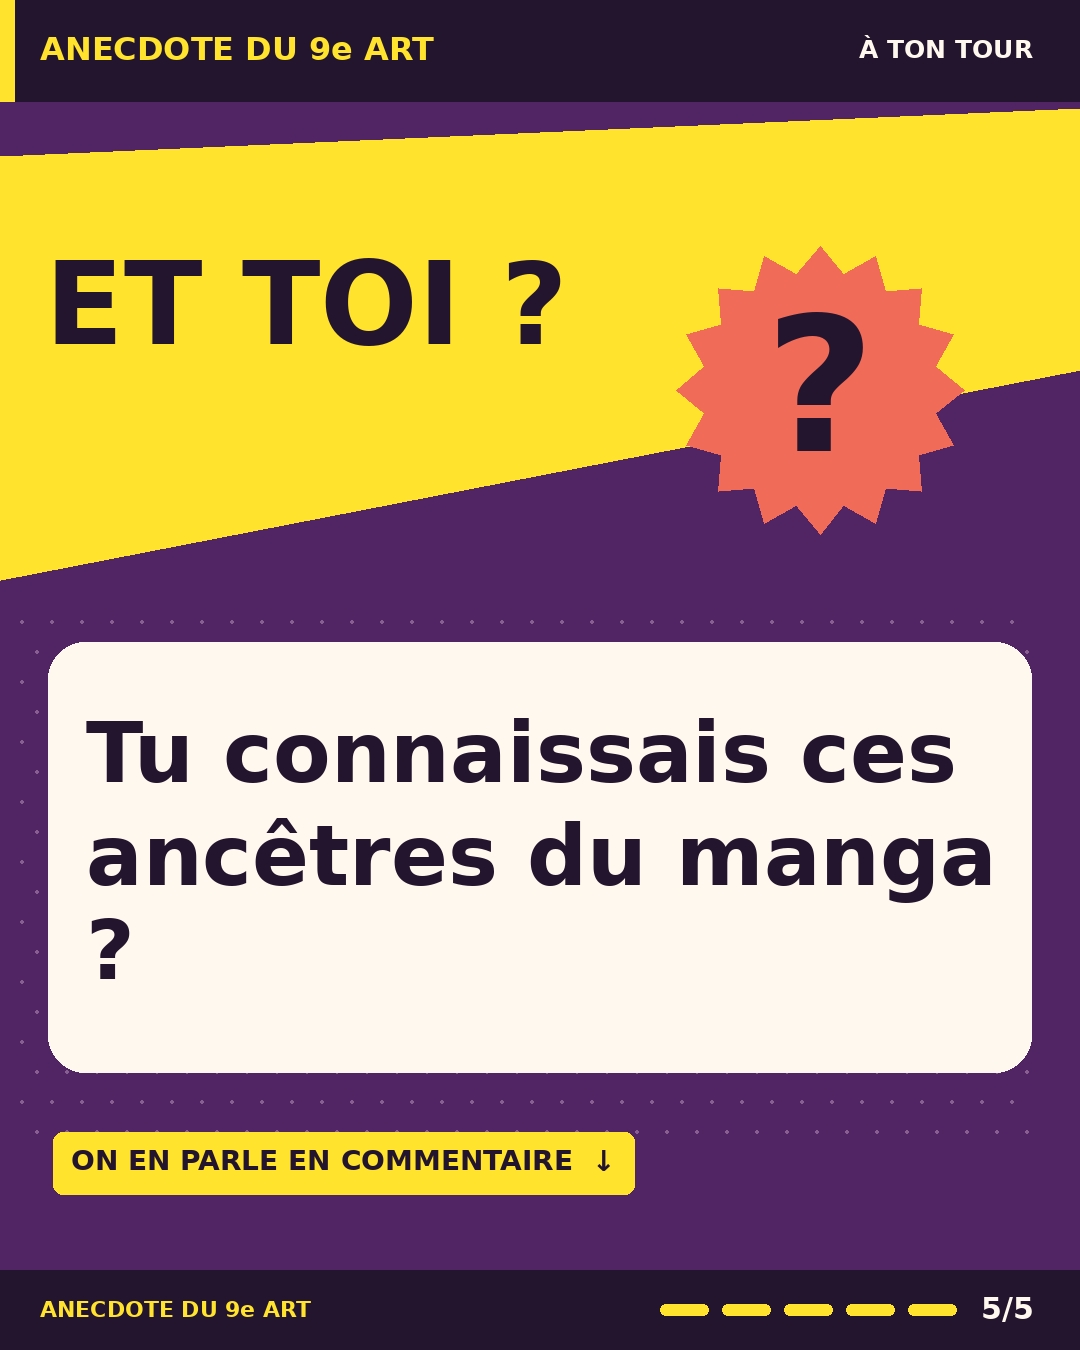 ANECDOTE DU 9e ART
À TON TOUR
ET TOI ?
?
Tu connaissais ces
ancêtres du manga
?
ON EN PARLE EN COMMENTAIRE ↓
ANECDOTE DU 9e ART
5/5